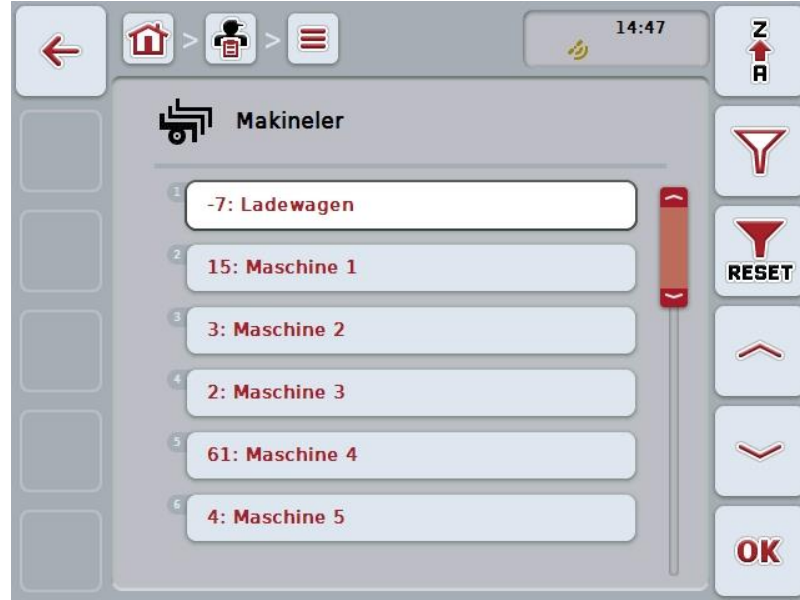 14:47
Z
A
Makineler
1
-7: Ladewagen
2
15: Maschine 1
RESET
3
3: Maschine 2
4
2: Maschine 3
5
61: Maschine 4
6
4: Maschine 5
OK